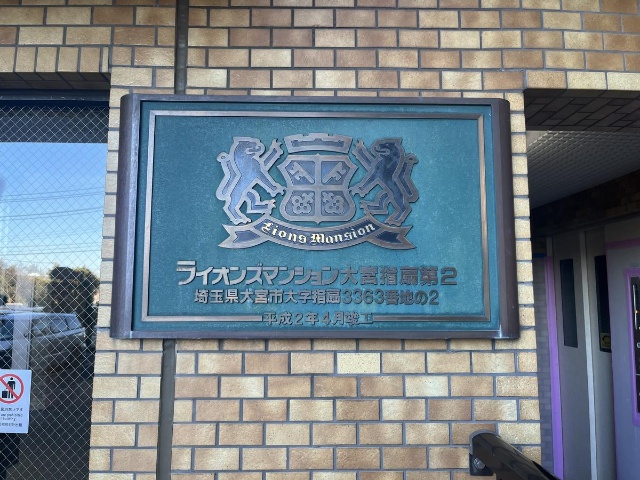 Lions Mansion
ライオンズマンション大宮指扇第2
埼玉県大宮市大字指扇3363番地の2
平成2年4月竣工